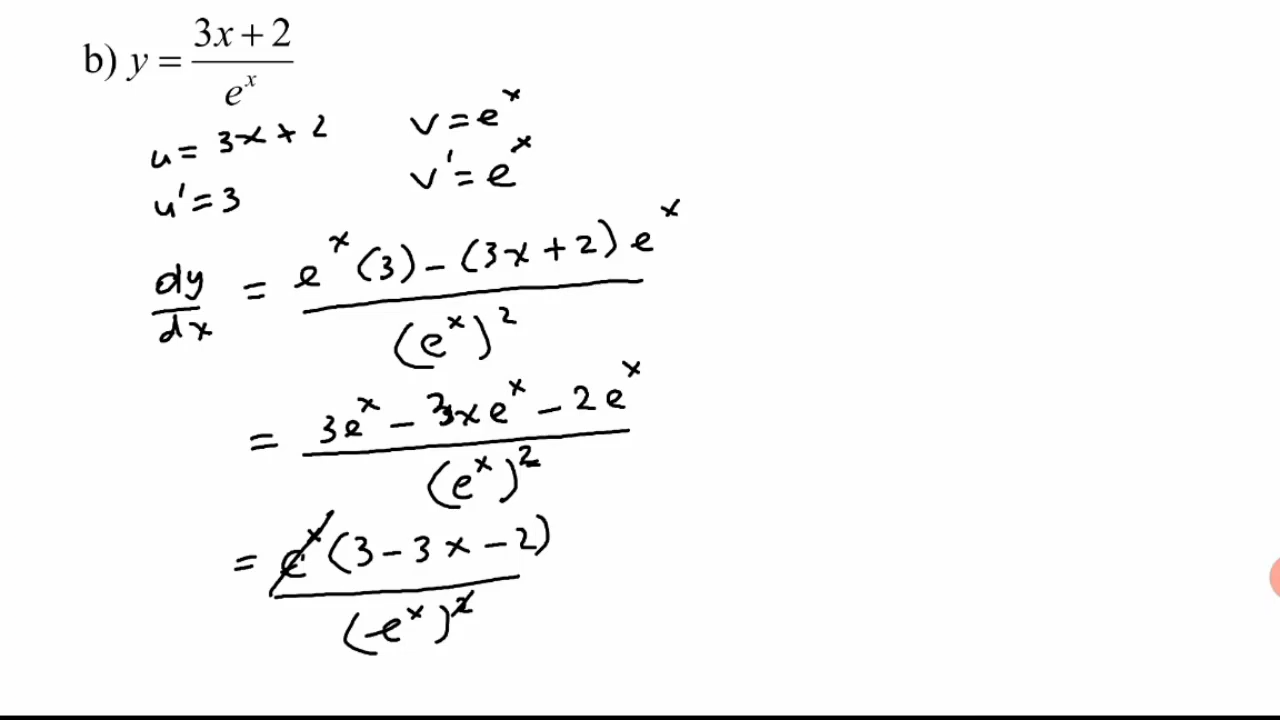 b) y = (3x + 2)/e^x
u = 3x + 2    v = e^x
u' = 3    v' = e^x
dy/dx = (e^x (3) - (3x + 2) e^x)/(e^x)^2
= (3e^x - 3xe^x - 2e^x)/(e^x)^2
= e^x (3 - 3x - 2)/(e^x)^2